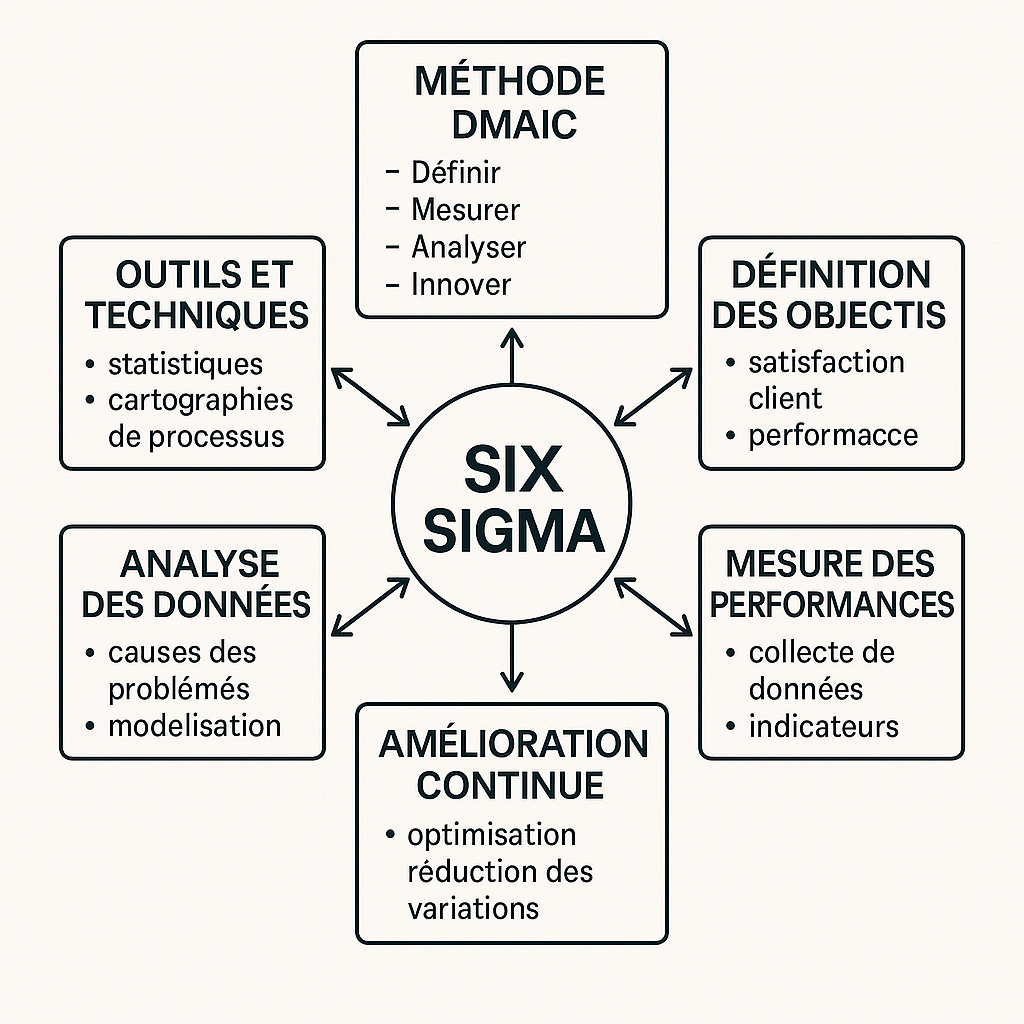 MÉTHODE
DMAIC
– Définir
– Mesurer
– Analyser
– Innover
OUTILS ET
TECHNIQUES
• statistiques
• cartographies
de processus
DÉFINITION
DES OBJECTIS
• satisfaction
client
• performacce
SIX
SIGMA
ANALYSE
DES DONNÉES
• causes des
problémés
• modelisation
MESURE DES
PERFORMANCES
• collecte de
données
• indicateurs
AMÉLIORATION
CONTINUE
• optimisation
réduction des
variations